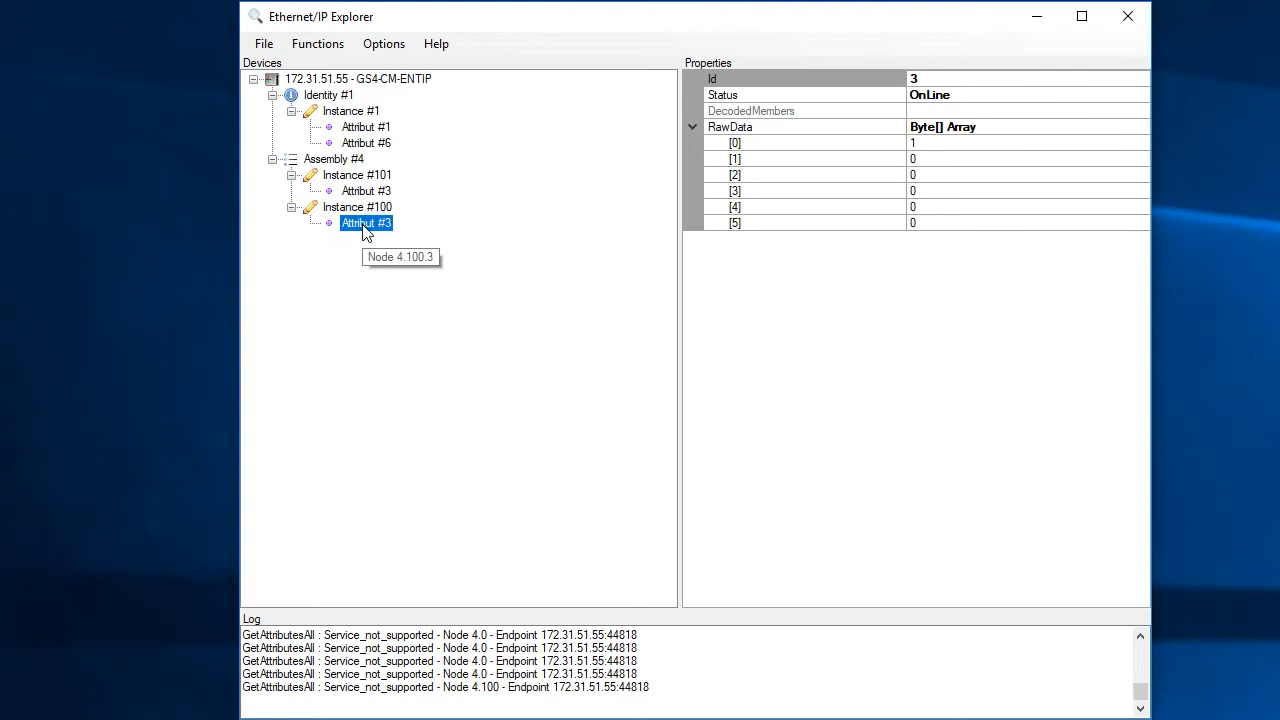 Ethernet/IP Explorer
File Functions Options Help
Devices
172.31.51.55 - GS4-CM-ENTIP
Identity #1
Instance #1
Attribut #1
Attribut #6
Assembly #4
Instance #101
Attribut #3
Instance #100
Attribut #3
Node 4.100.3
Properties
Id 3
Status OnLine
DecodedMembers
RawData Byte[] Array
[0] 1
[1] 0
[2] 0
[3] 0
[4] 0
[5] 0
Log
GetAttributesAll : Service_not_supported - Node 4.0 - Endpoint 172.31.51.55:44818
GetAttributesAll : Service_not_supported - Node 4.0 - Endpoint 172.31.51.55:44818
GetAttributesAll : Service_not_supported - Node 4.0 - Endpoint 172.31.51.55:44818
GetAttributesAll : Service_not_supported - Node 4.0 - Endpoint 172.31.51.55:44818
GetAttributesAll : Service_not_supported - Node 4.100 - Endpoint 172.31.51.55:44818